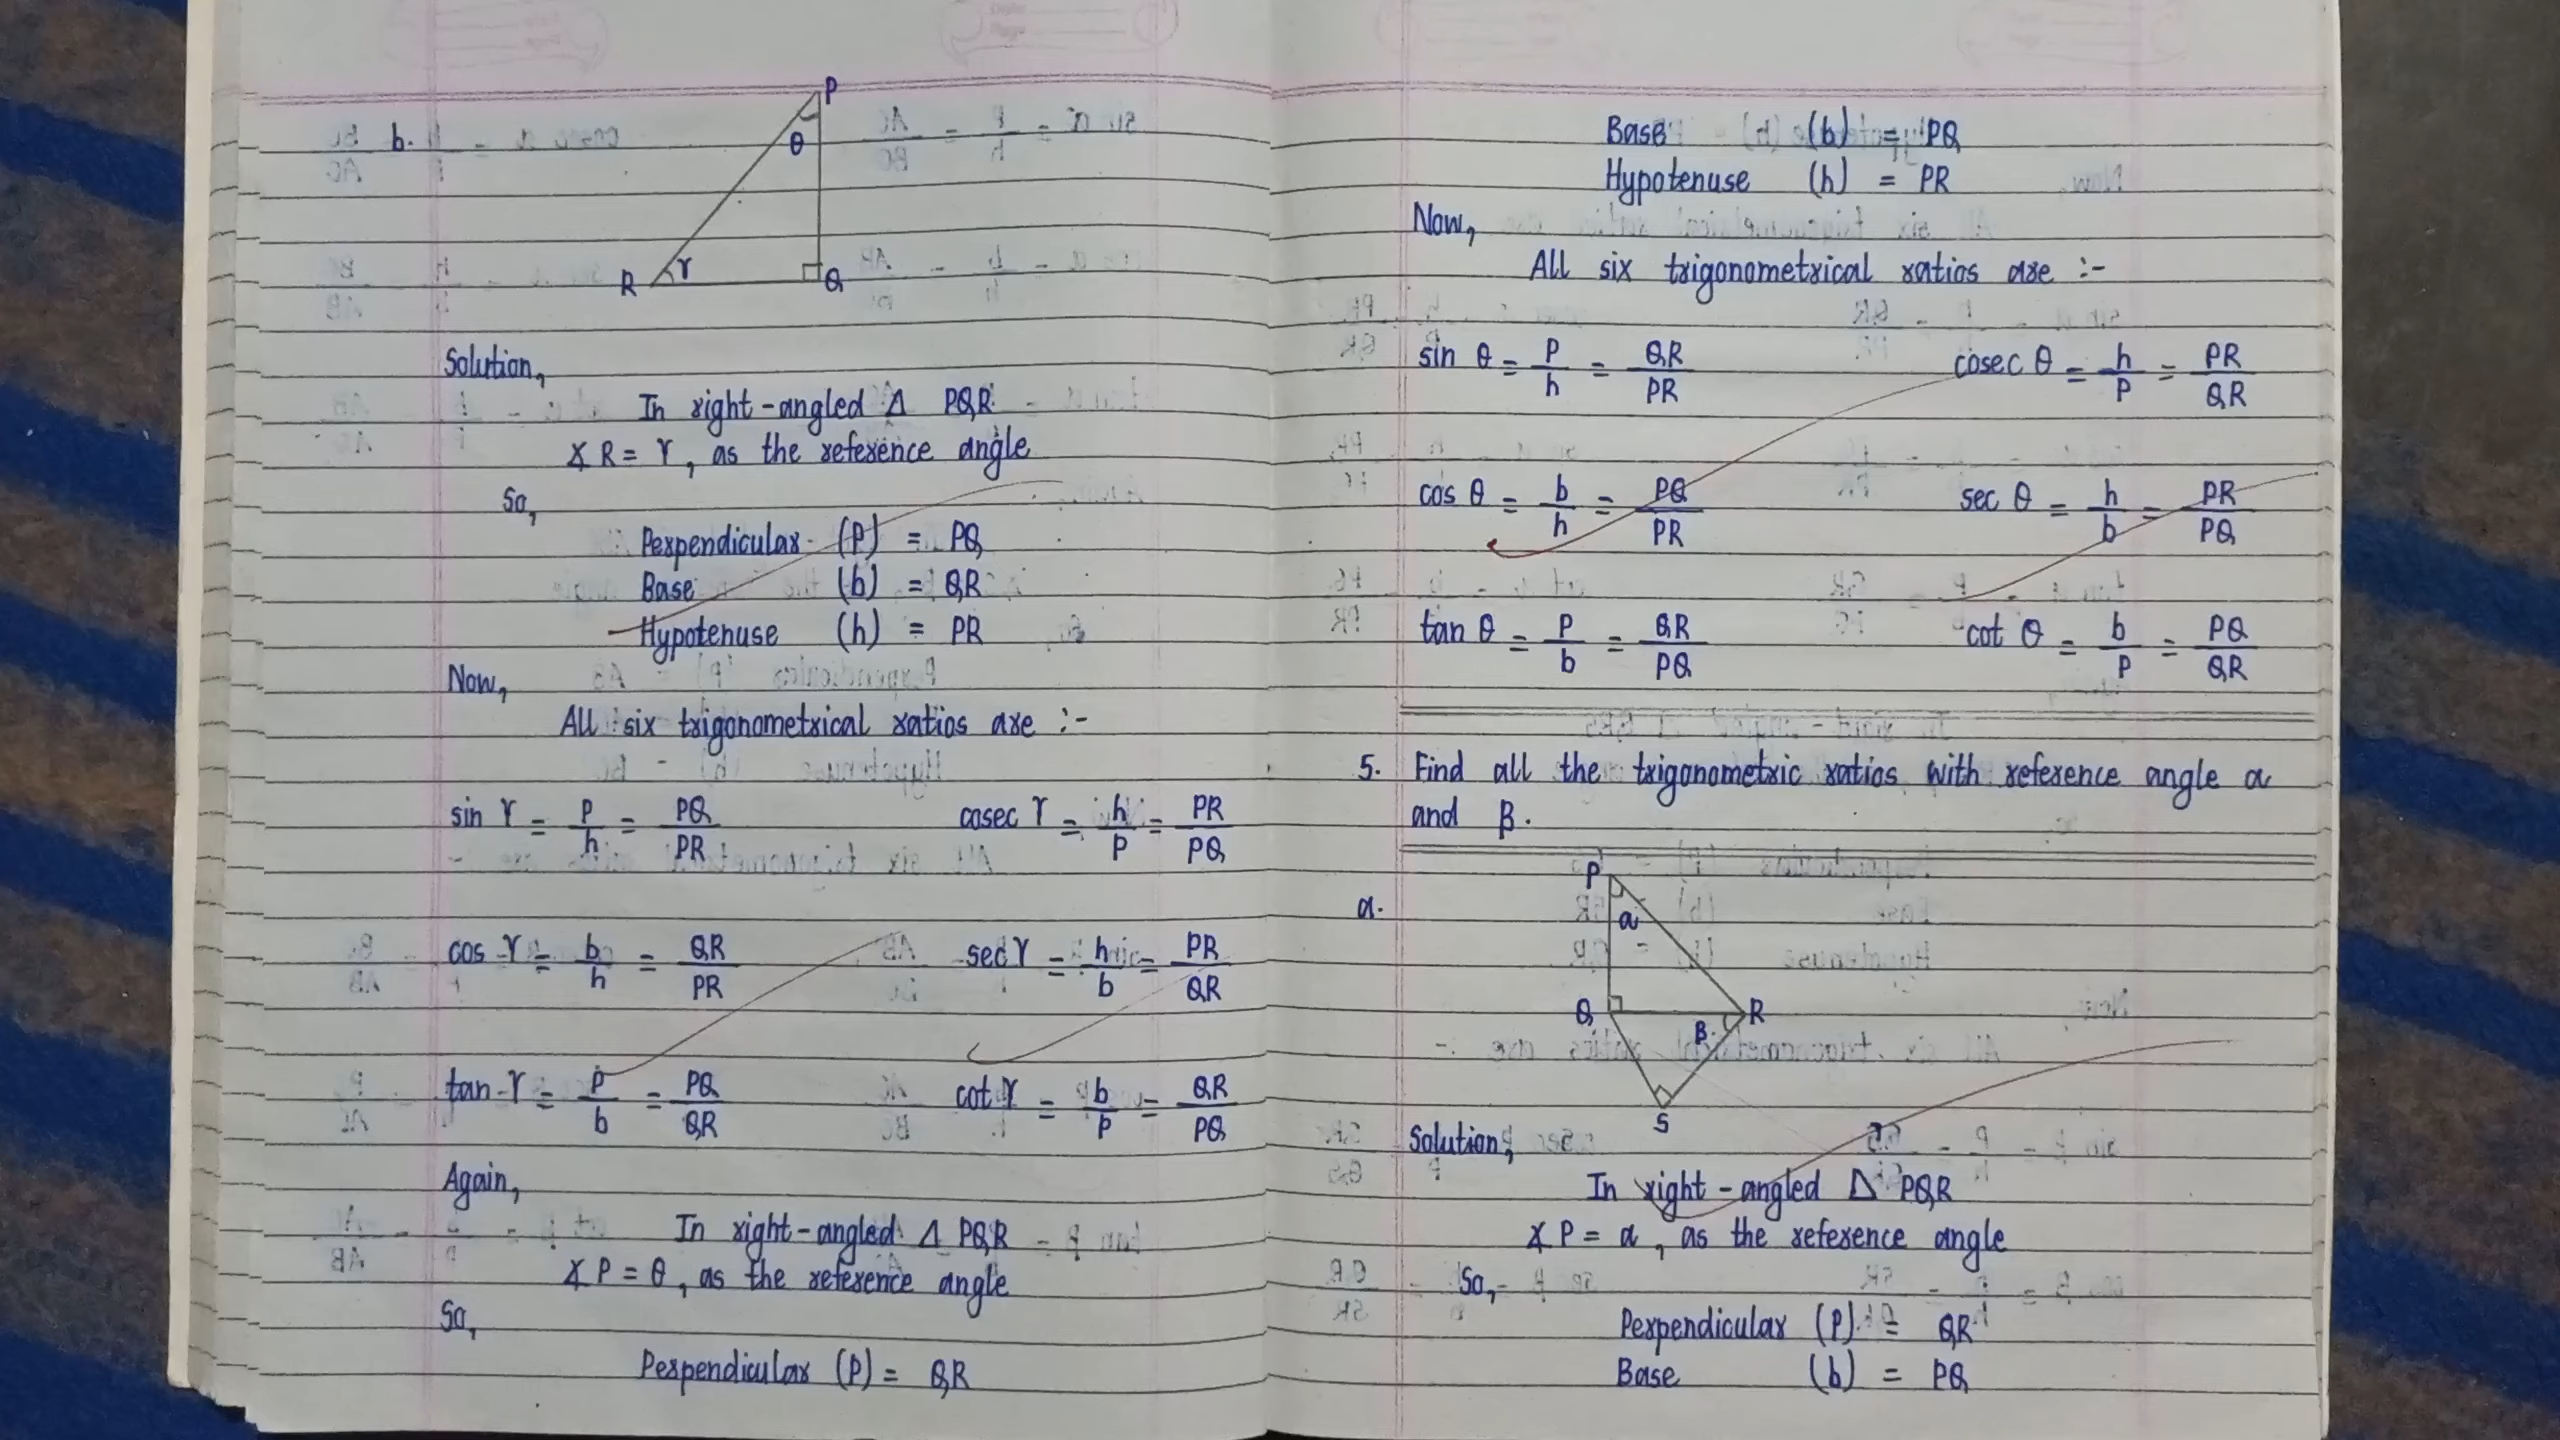 b.
P
θ
R γ Q
Solution,
In right-angled Δ PQR
∡ R = γ, as the reference angle
So,
Perpendicular (P) = PQ
Base (b) = QR
Hypotenuse (h) = PR
Now,
All six trigonometrical ratios are :-
sin γ = P/h = PQ/PR cosec γ = h/P = PR/PQ
cos γ = b/h = QR/PR sec γ = h/b = PR/QR
tan γ = P/b = PQ/QR cot γ = b/P = QR/PQ
Again,
In right-angled Δ PQR
∡ P = θ, as the reference angle
So,
Perpendicular (P) = QR
Base (b) = PQ
Hypotenuse (h) = PR
Now,
All six trigonometrical ratios are :-
sin θ = P/h = QR/PR cosec θ = h/P = PR/QR
cos θ = b/h = PQ/PR sec θ = h/b = PR/PQ
tan θ = P/b = QR/PQ cot θ = b/P = PQ/QR
5. Find all the trigonometric ratios with reference angle α
and β.
a.
P
α
Q R
β
S
Solution,
In right-angled Δ PQR
∡ P = α, as the reference angle
So,
Perpendicular (P) = QR
Base (b) = PQ